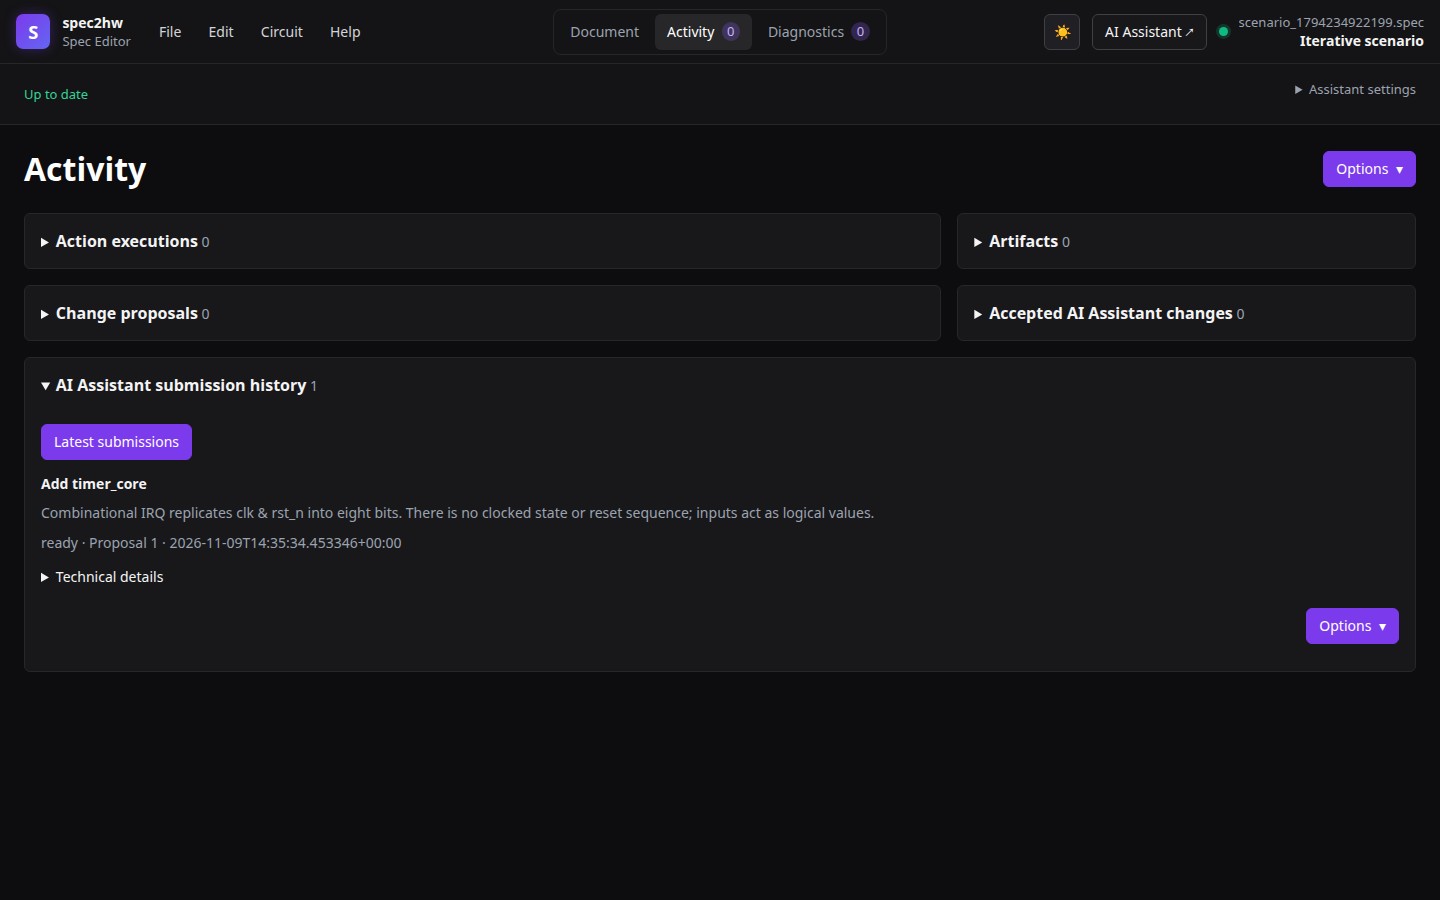 S
spec2hw
Spec Editor
File
Edit
Circuit
Help
Document
Activity 0
Diagnostics 0
AI Assistant ↗
scenario_1794234922199.spec
Iterative scenario
Up to date
▶ Assistant settings
Activity
Options ▾
▶ Action executions 0
▶ Artifacts 0
▶ Change proposals 0
▶ Accepted AI Assistant changes 0
▼ AI Assistant submission history 1
Latest submissions
Add timer_core
Combinational IRQ replicates clk & rst_n into eight bits. There is no clocked state or reset sequence; inputs act as logical values.
ready · Proposal 1 · 2026-11-09T14:35:34.453346+00:00
▶ Technical details
Options ▾